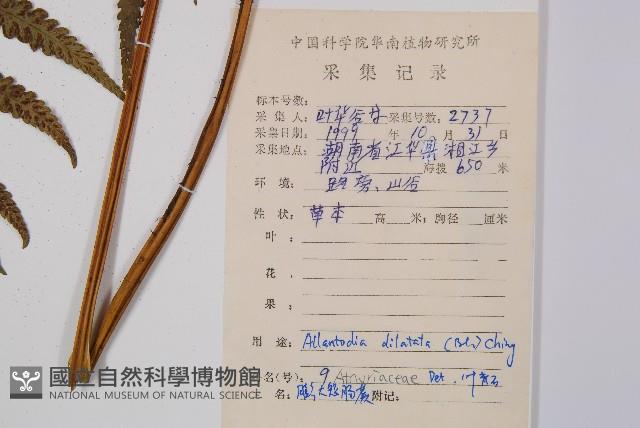 中国科学院华南植物研究所
采集记录
标本号数:
采集人: 叶华谷等 采集号数: 2737
采集日期: 1999 年 10 月 31 日
采集地点: 湖南省江华县湘江乡
附近 海拔 650 米
环境: 路旁、山谷
性状: 草本 高 米; 胸径 厘米
叶:
花:
果:
用途: Allantodia dilatata (Bl.) Ching
名(号): 9 Athyriaceae Det.
名: 附记:
國立自然科學博物館
NATIONAL MUSEUM OF NATURAL SCIENCE